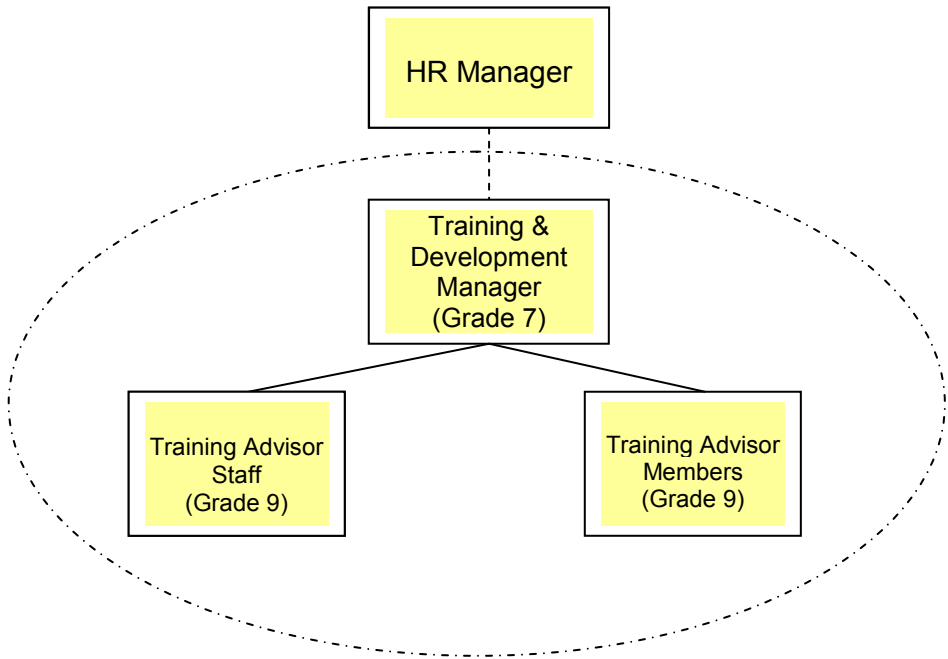 HR Manager
Training &
Development
Manager
(Grade 7)
Training Advisor
Staff
(Grade 9)
Training Advisor
Members
(Grade 9)